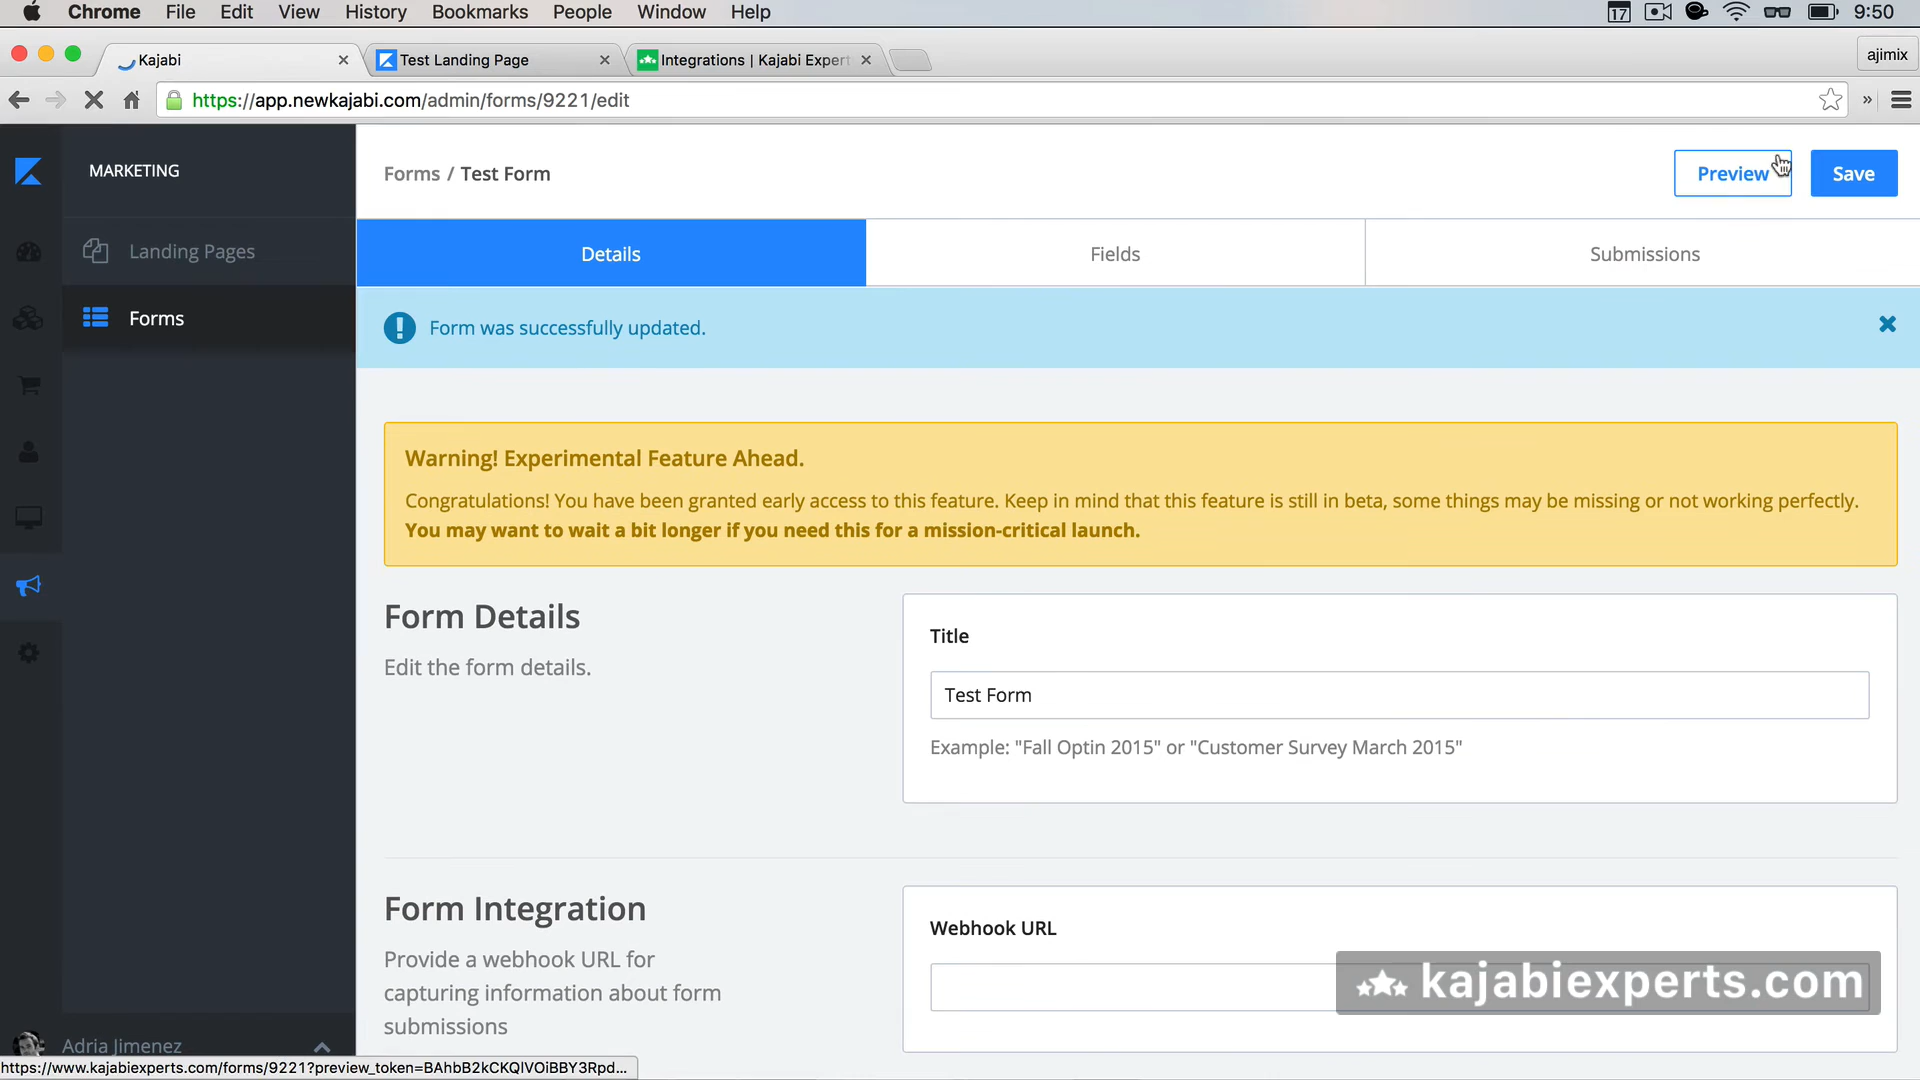 Chrome File Edit View History Bookmarks People Window Help 17 9:50
Kajabi Test Landing Page Integrations | Kajabi Expert ajimix
https://app.newkajabi.com/admin/forms/9221/edit »
MARKETING
Forms / Test Form
Preview Save
Landing Pages
Details Fields Submissions
Forms
Form was successfully updated.
Warning! Experimental Feature Ahead.
Congratulations! You have been granted early access to this feature. Keep in mind that this feature is still in beta, some things may be missing or not working perfectly.
You may want to wait a bit longer if you need this for a mission-critical launch.
Form Details
Edit the form details.
Title
Test Form
Example: "Fall Optin 2015" or "Customer Survey March 2015"
Form Integration
Provide a webhook URL for
capturing information about form
submissions
Webhook URL
kajabiexperts.com
Adria Jimenez
https://www.kajabiexperts.com/forms/9221?preview_token=BAhbB2kCKQlVOiBBY3Rpd...